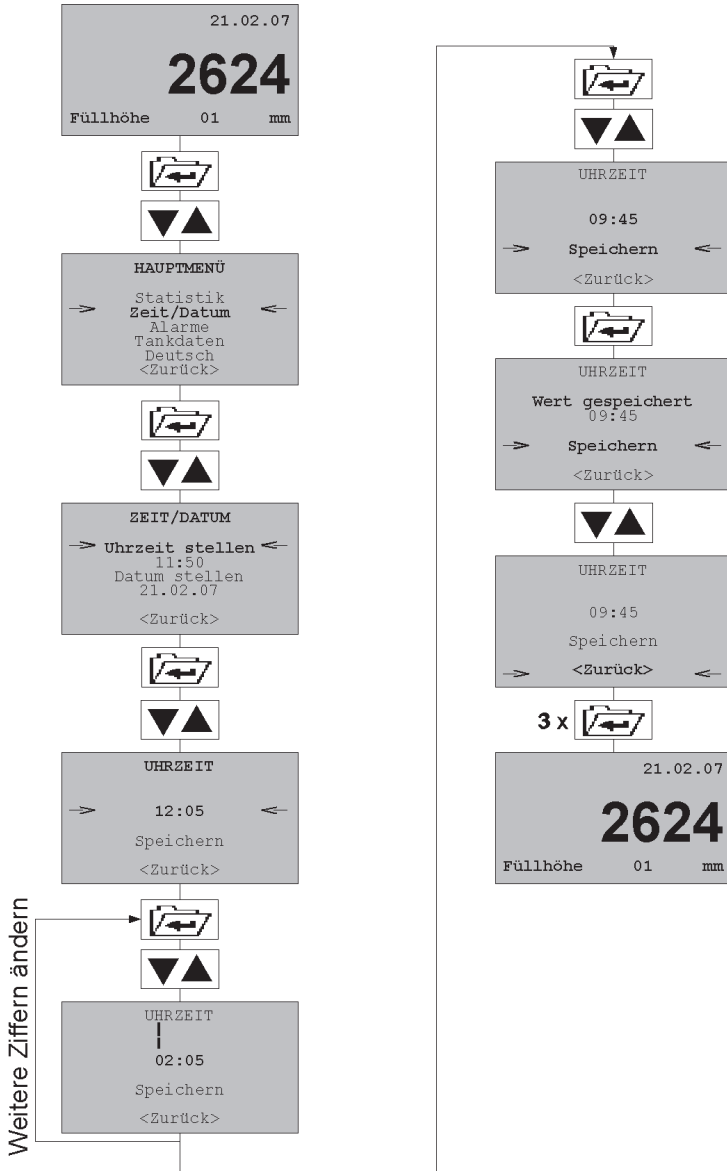 21.02.07
2624
Füllhöhe 01 mm
HAUPTMENÜ
Statistik
Zeit/Datum
Alarme
Tankdaten
Deutsch
<Zurück>
ZEIT/DATUM
Uhrzeit stellen
11:50
Datum stellen
21.02.07
<Zurück>
UHRZEIT
12:05
Speichern
<Zurück>
Weitere Ziffern ändern
UHRZEIT
02:05
Speichern
<Zurück>
UHRZEIT
09:45
Speichern
<Zurück>
UHRZEIT
Wert gespeichert
09:45
Speichern
<Zurück>
UHRZEIT
09:45
Speichern
<Zurück>
3 x
21.02.07
2624
Füllhöhe 01 mm